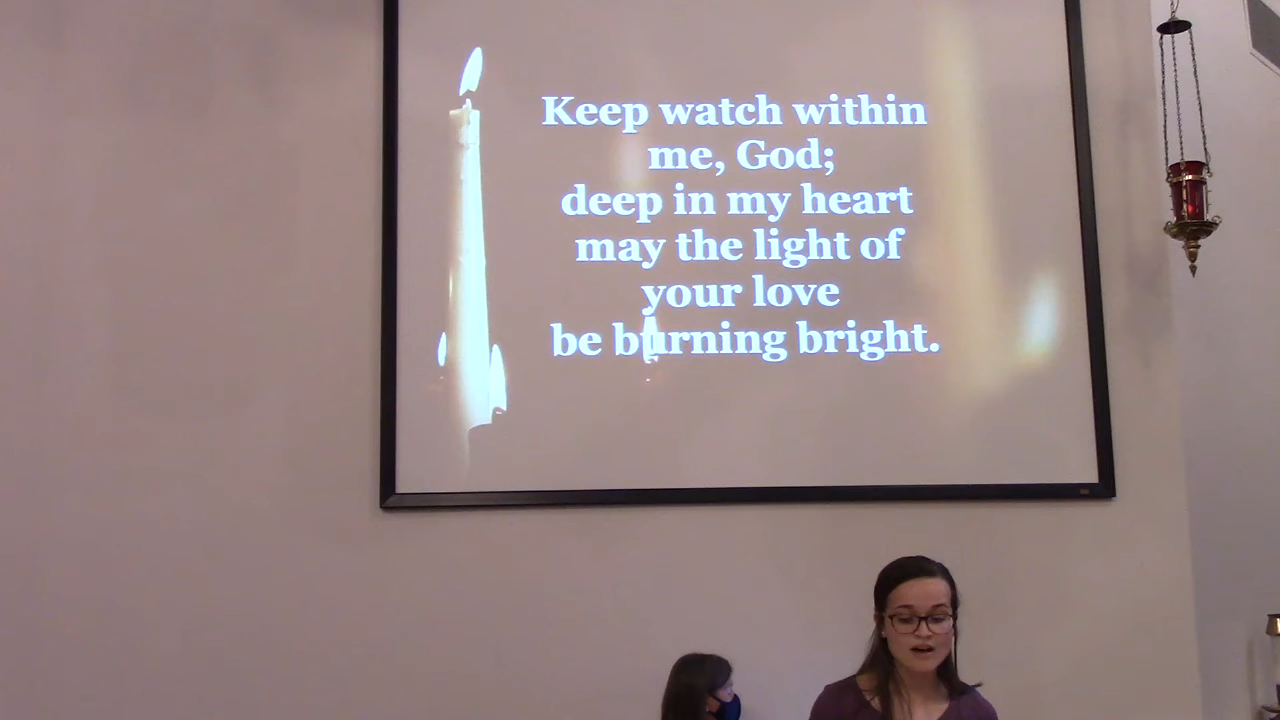 Keep watch within
me, God;
deep in my heart
may the light of
your love
be burning bright.